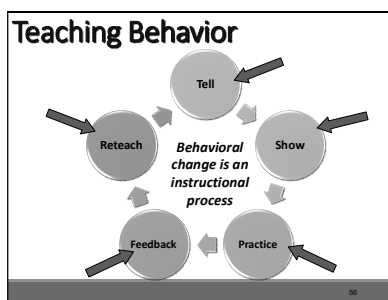 Teaching Behavior
Tell
Show
Practice
Feedback
Reteach
Behavioral
change is an
instructional
process
56